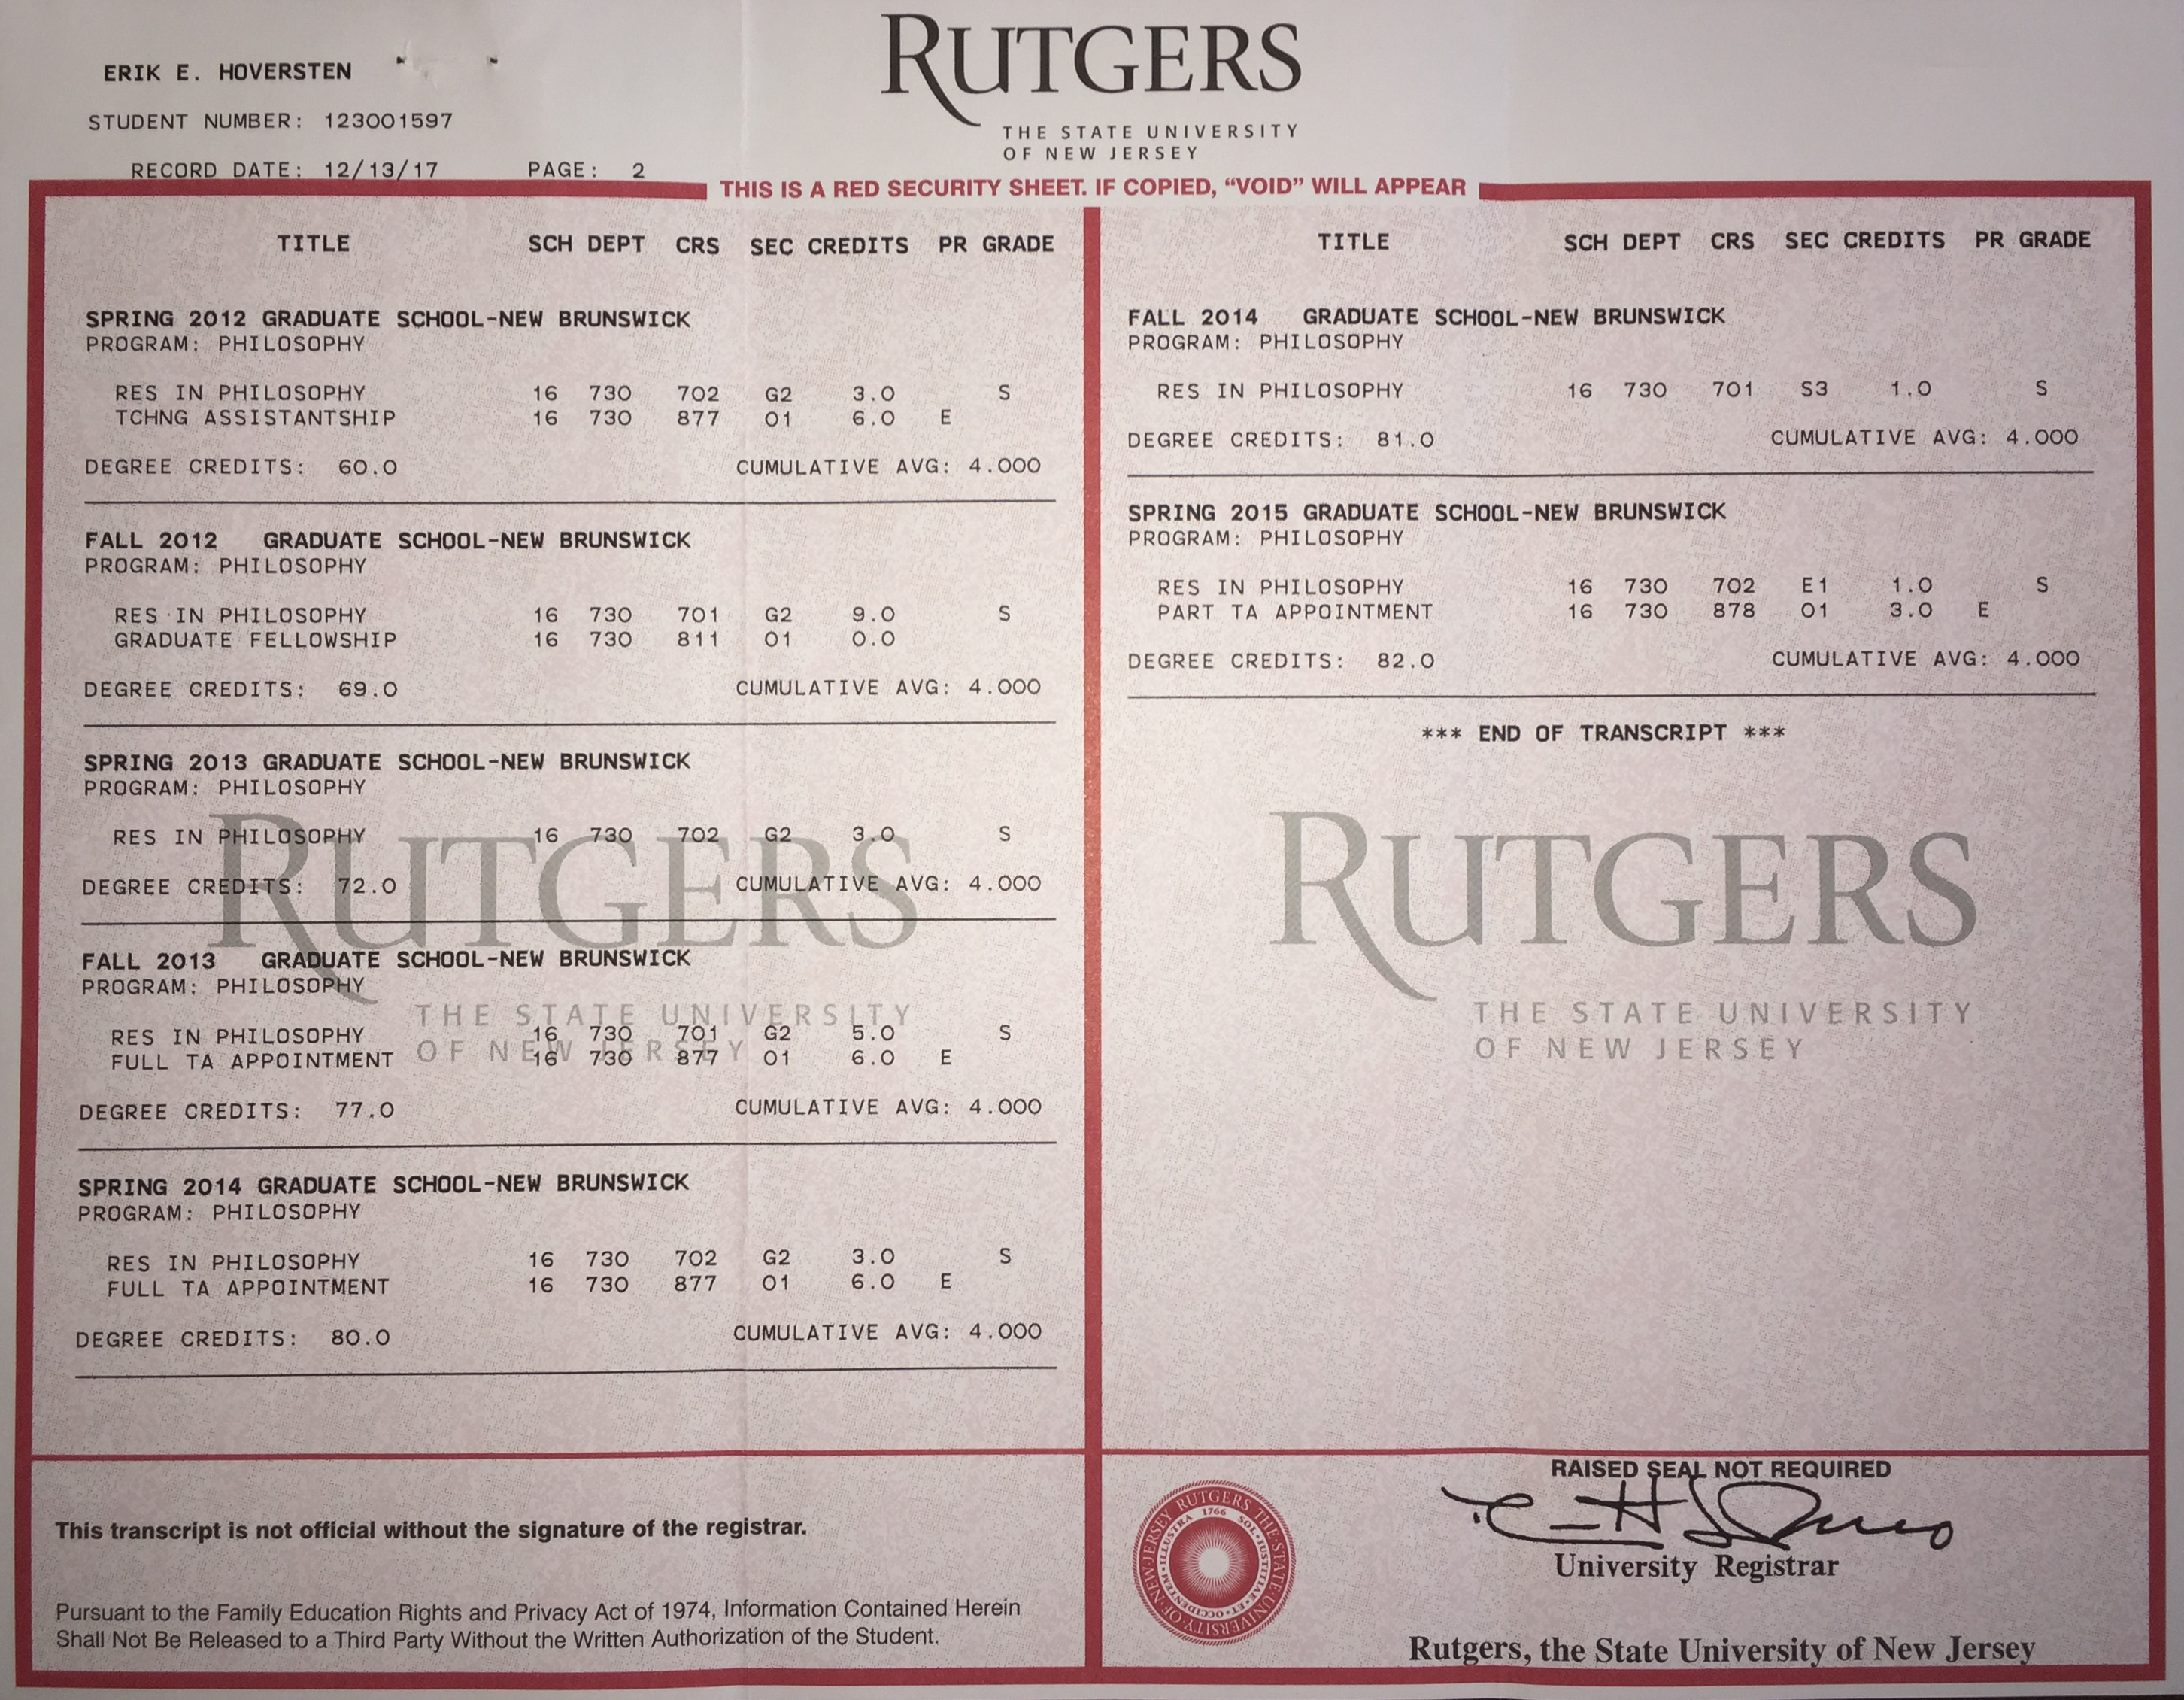 ERIK E. HOVERSTEN
STUDENT NUMBER: 123001597
RECORD DATE: 12/13/17 PAGE: 2
RUTGERS
THE STATE UNIVERSITY
OF NEW JERSEY
THIS IS A RED SECURITY SHEET. IF COPIED, “VOID” WILL APPEAR
TITLE SCH DEPT CRS SEC CREDITS PR GRADE
SPRING 2012 GRADUATE SCHOOL-NEW BRUNSWICK
PROGRAM: PHILOSOPHY
RES IN PHILOSOPHY 16 730 702 G2 3.0 S
TCHNG ASSISTANTSHIP 16 730 877 01 6.0 E
DEGREE CREDITS: 60.0 CUMULATIVE AVG: 4.000
FALL 2012 GRADUATE SCHOOL-NEW BRUNSWICK
PROGRAM: PHILOSOPHY
RES IN PHILOSOPHY 16 730 701 G2 9.0 S
GRADUATE FELLOWSHIP 16 730 811 01 0.0
DEGREE CREDITS: 69.0 CUMULATIVE AVG: 4.000
SPRING 2013 GRADUATE SCHOOL-NEW BRUNSWICK
PROGRAM: PHILOSOPHY
RES IN PHILOSOPHY 16 730 702 G2 3.0 S
DEGREE CREDITS: 72.0 CUMULATIVE AVG: 4.000
RUTGERS
THE STATE UNIVERSITY
OF NEW JERSEY
FALL 2013 GRADUATE SCHOOL-NEW BRUNSWICK
PROGRAM: PHILOSOPHY
RES IN PHILOSOPHY 16 730 701 G2 5.0 S
FULL TA APPOINTMENT 16 730 877 01 6.0 E
DEGREE CREDITS: 77.0 CUMULATIVE AVG: 4.000
SPRING 2014 GRADUATE SCHOOL-NEW BRUNSWICK
PROGRAM: PHILOSOPHY
RES IN PHILOSOPHY 16 730 702 G2 3.0 S
FULL TA APPOINTMENT 16 730 877 01 6.0 E
DEGREE CREDITS: 80.0 CUMULATIVE AVG: 4.000
TITLE SCH DEPT CRS SEC CREDITS PR GRADE
FALL 2014 GRADUATE SCHOOL-NEW BRUNSWICK
PROGRAM: PHILOSOPHY
RES IN PHILOSOPHY 16 730 701 S3 1.0 S
DEGREE CREDITS: 81.0 CUMULATIVE AVG: 4.000
SPRING 2015 GRADUATE SCHOOL-NEW BRUNSWICK
PROGRAM: PHILOSOPHY
RES IN PHILOSOPHY 16 730 702 E1 1.0 S
PART TA APPOINTMENT 16 730 878 01 3.0 E
DEGREE CREDITS: 82.0 CUMULATIVE AVG: 4.000
*** END OF TRANSCRIPT ***
RUTGERS
THE STATE UNIVERSITY
OF NEW JERSEY
This transcript is not official without the signature of the registrar.
Pursuant to the Family Education Rights and Privacy Act of 1974, Information Contained Herein
Shall Not Be Released to a Third Party Without the Written Authorization of the Student.
RUTGERS THE STATE UNIVERSITY OF NEW JERSEY
1766 SOL IUSTITIAE ET OCCIDENTEM ILLUSTRA
RAISED SEAL NOT REQUIRED
University Registrar
Rutgers, the State University of New Jersey